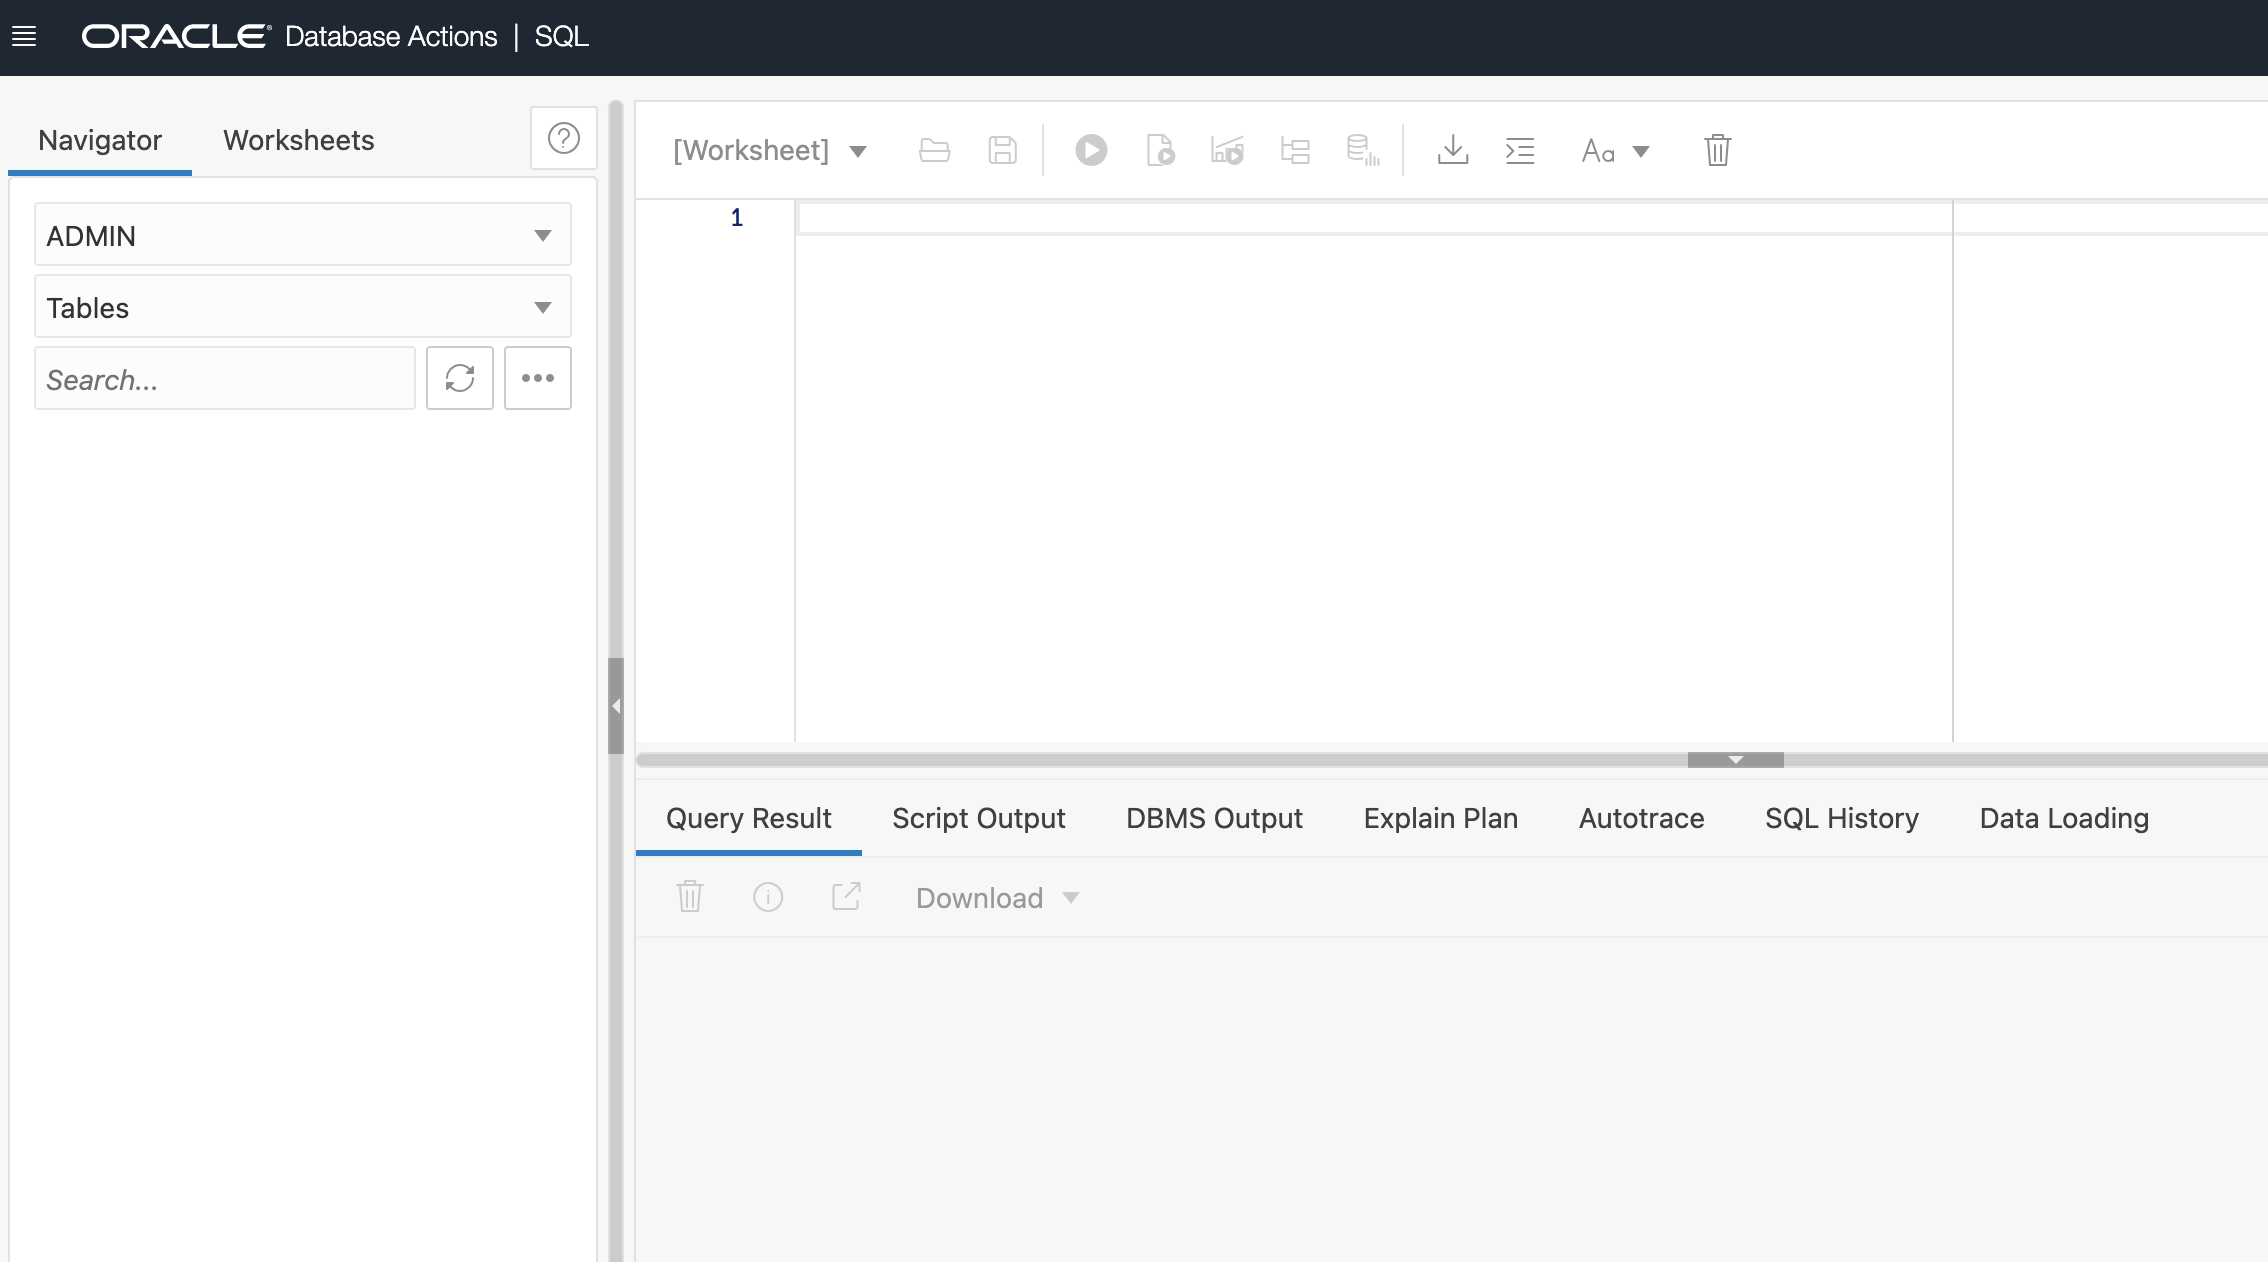 ORACLE® Database Actions | SQL
Navigator Worksheets
ADMIN
Tables
Search...
[Worksheet]
Aa
1
Query Result Script Output DBMS Output Explain Plan Autotrace SQL History Data Loading
Download